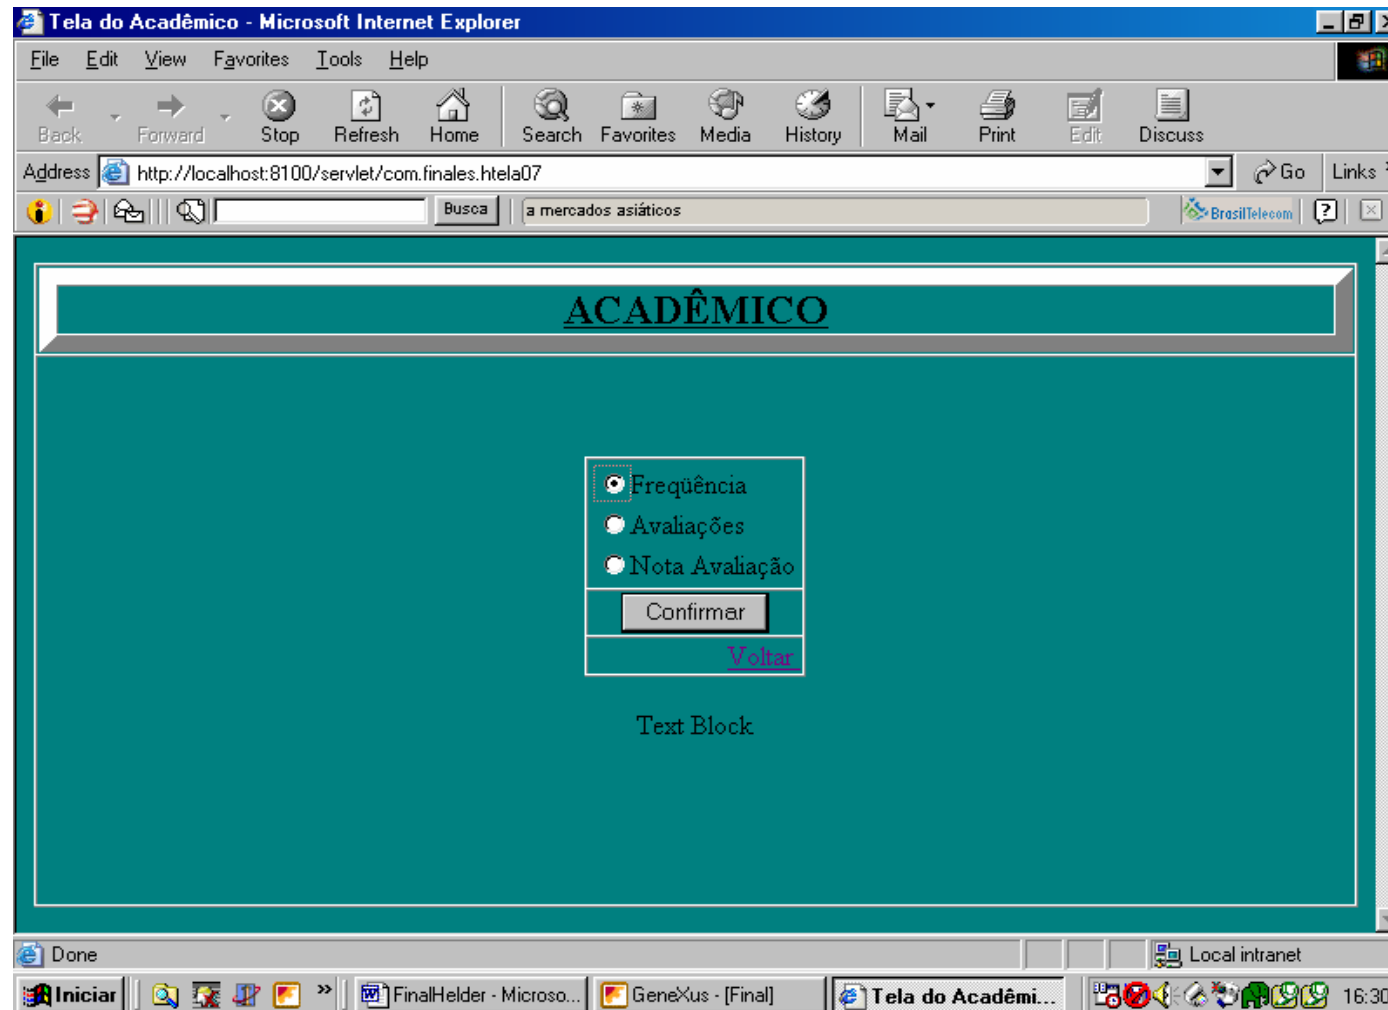 Tela do Acadêmico - Microsoft Internet Explorer
File Edit View Favorites Tools Help
Back Forward Stop Refresh Home Search Favorites Media History Mail Print Edit Discuss
Address http://localhost:8100/servlet/com.finales.htela07 Go Links
Busca a mercados asiáticos BrasilTelecom
ACADÊMICO
Freqüência
Avaliações
Nota Avaliação
Confirmar
Voltar
Text Block
Done Local intranet
Iniciar » FinalHelder - Microso... GeneXus - [Final] Tela do Acadêmi... 16:30